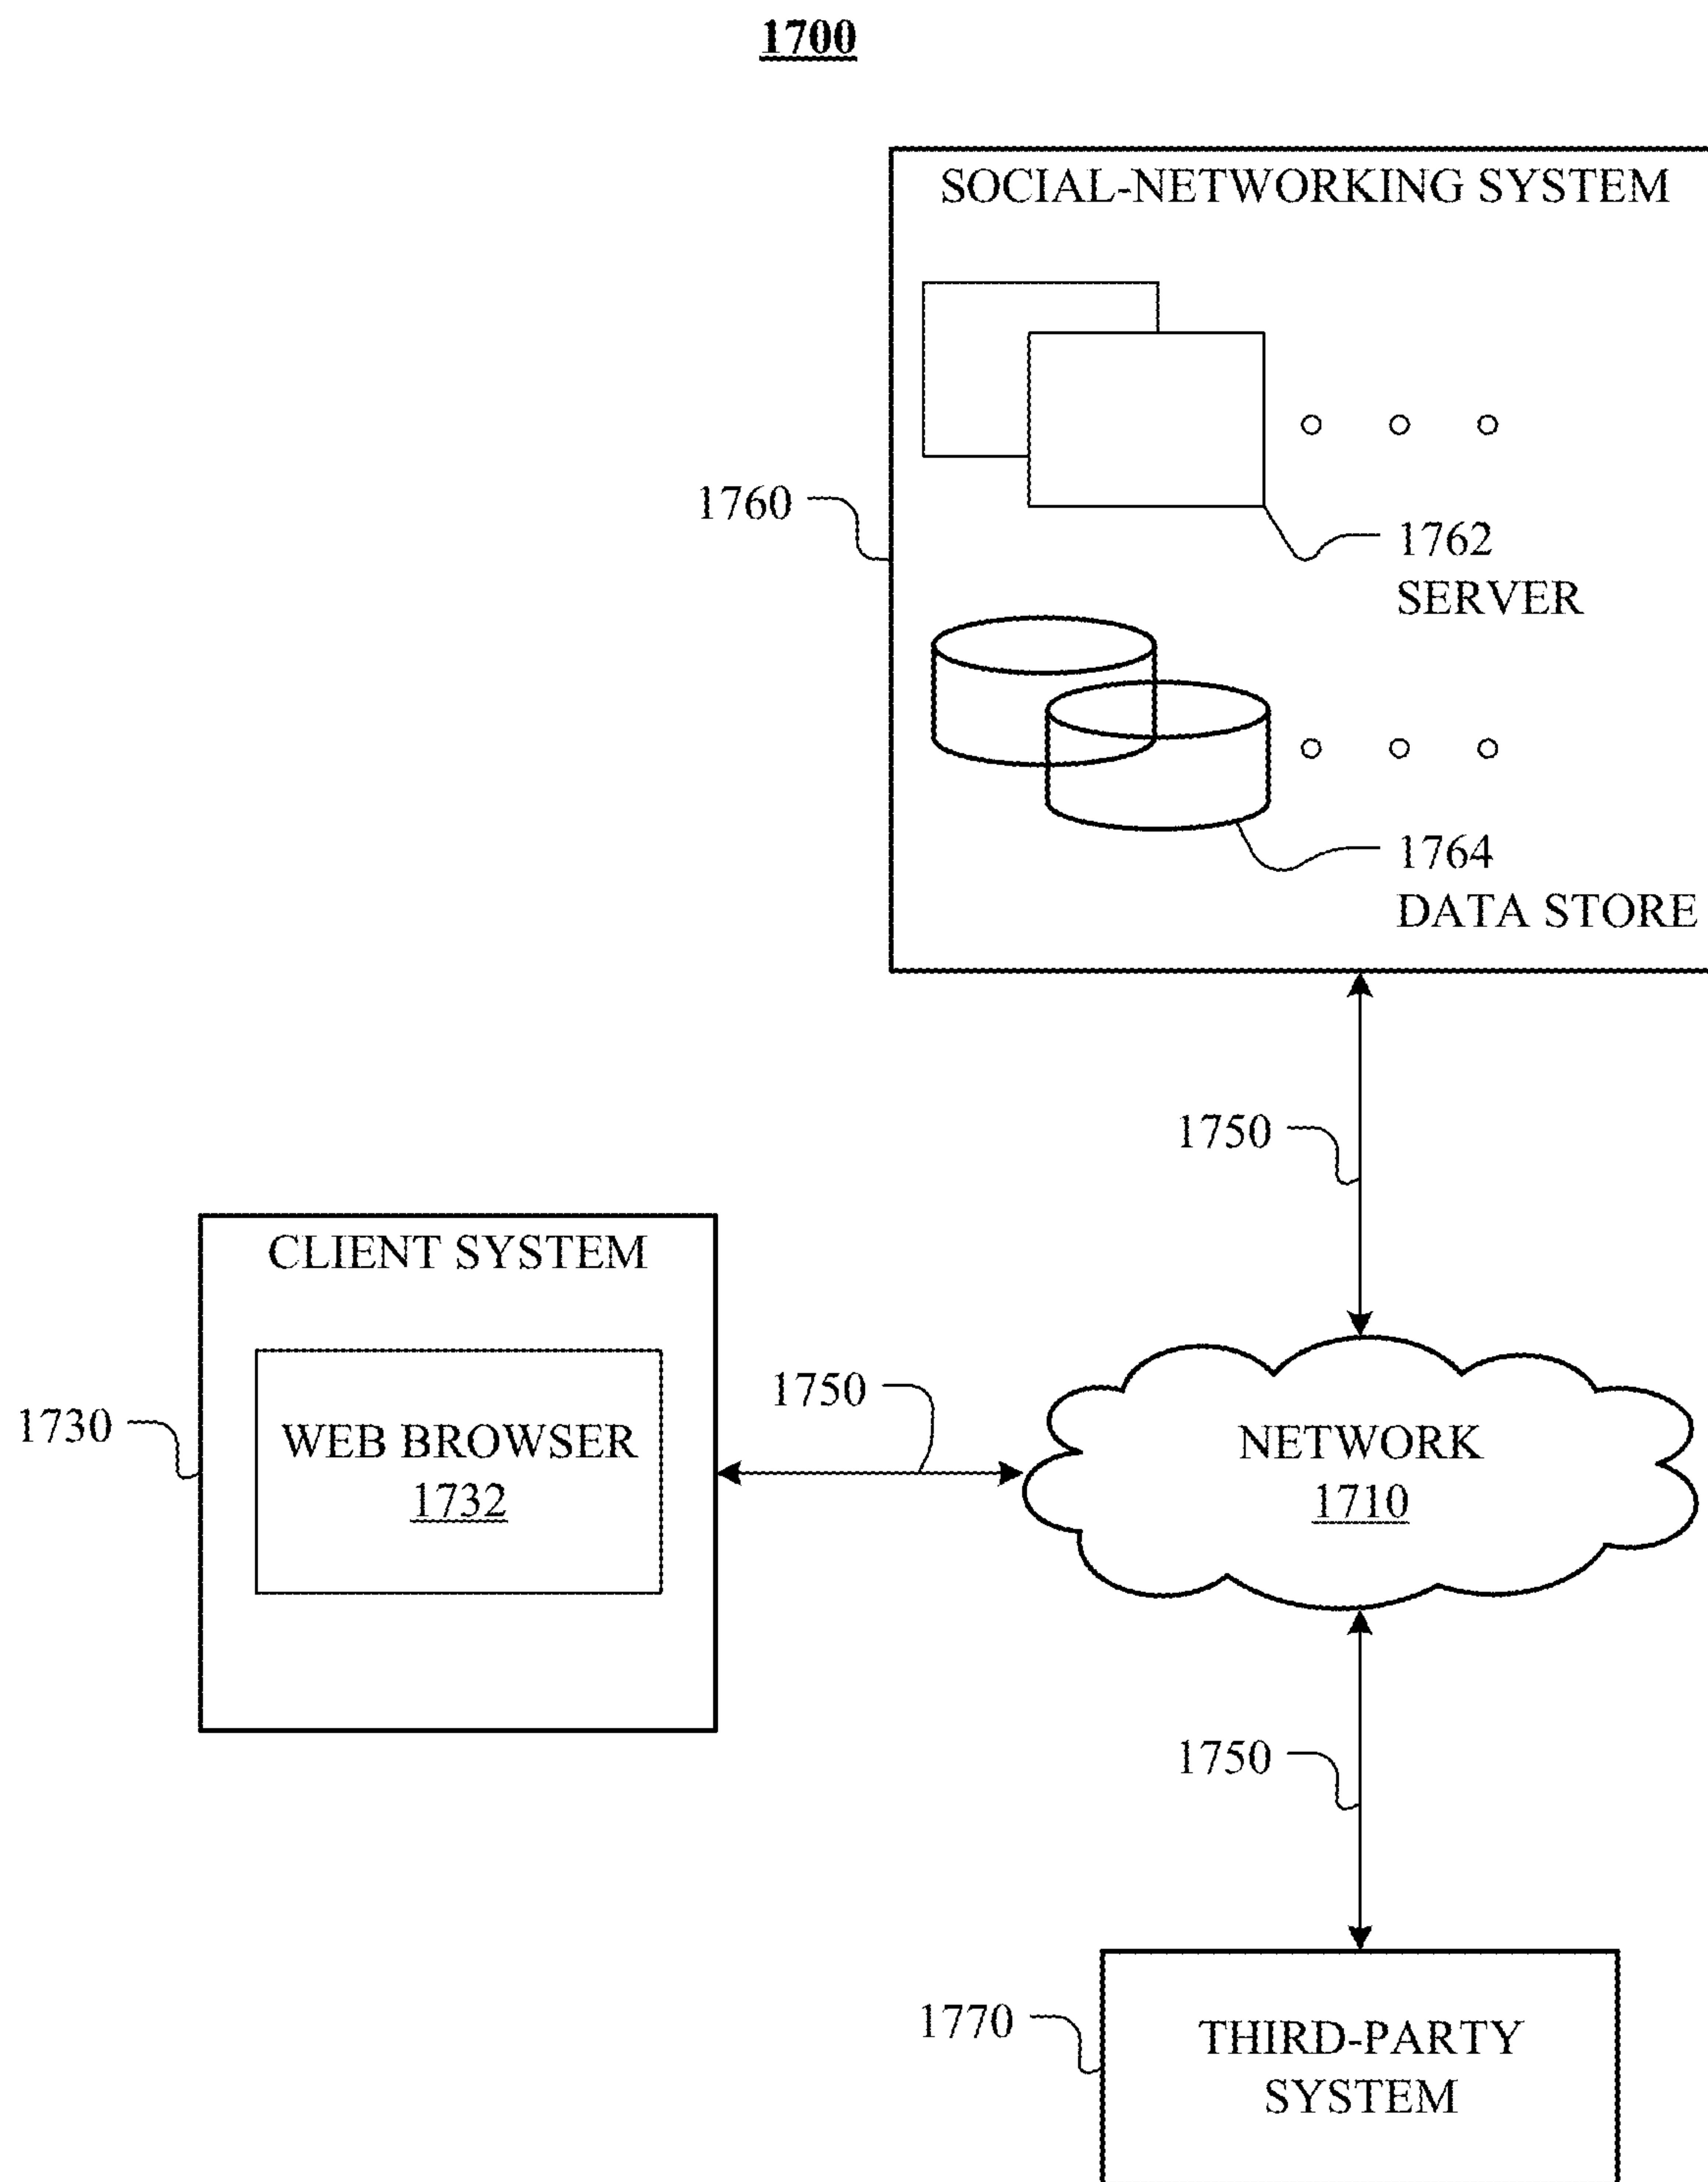 1700
SOCIAL-NETWORKING SYSTEM
1760
1762
SERVER
1764
DATA STORE
1750
CLIENT SYSTEM
1730
WEB BROWSER
1732
1750
NETWORK
1710
1750
1770
THIRD-PARTY
SYSTEM